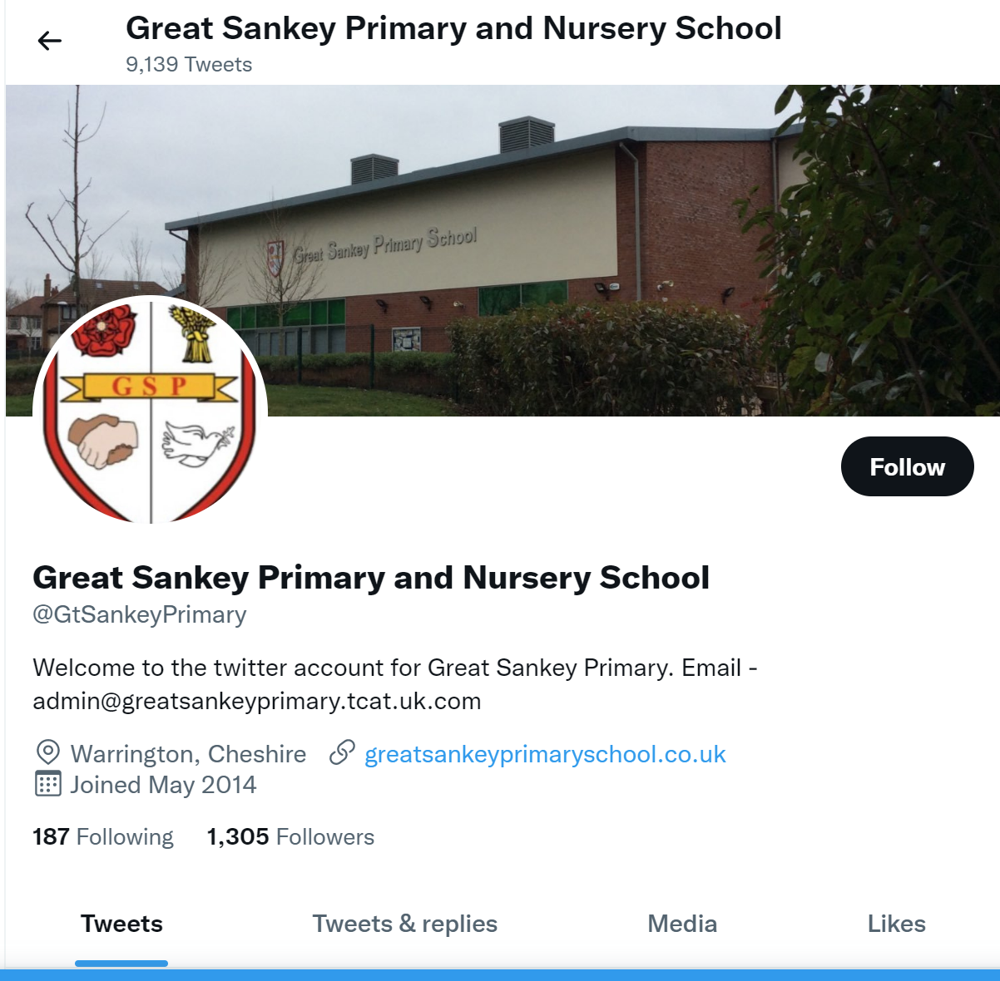 Great Sankey Primary and Nursery School
9,139 Tweets
Great Sankey Primary School
G S P
Follow
Great Sankey Primary and Nursery School
@GtSankeyPrimary
Welcome to the twitter account for Great Sankey Primary. Email -
admin@greatsankeyprimary.tcat.uk.com
Warrington, Cheshire greatsankeyprimaryschool.co.uk
Joined May 2014
187 Following 1,305 Followers
Tweets Tweets & replies Media Likes